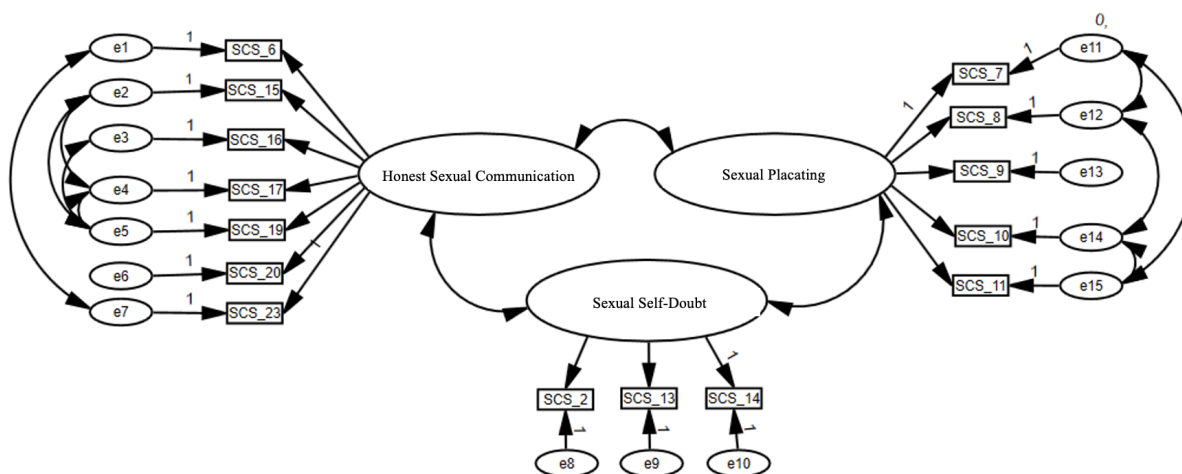 0,
e1 1 SCS_6
e11 1 SCS_7 1
e2 1 SCS_15
e12 1 SCS_8
e3 1 SCS_16
Honest Sexual Communication
Sexual Placating
e13 1 SCS_9
e4 1 SCS_17
e5 1 SCS_19
e14 1 SCS_10
e6 1 SCS_20 1
e15 1 SCS_11
e7 1 SCS_23
Sexual Self-Doubt
1
SCS_2 SCS_13 SCS_14
1 1 1
e8 e9 e10